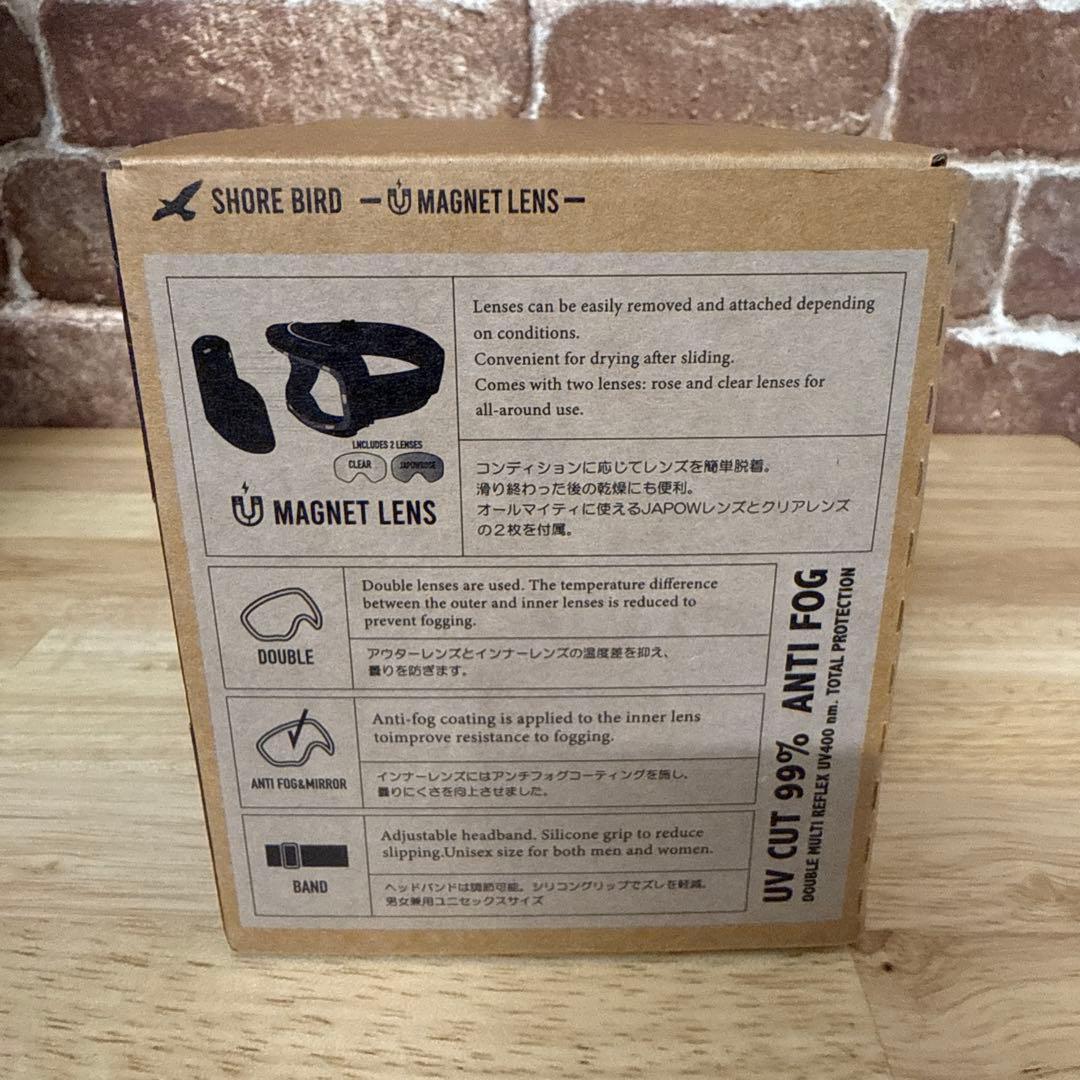 SHORE BIRD — MAGNET LENS —
Lenses can be easily removed and attached depending
on conditions.
Convenient for drying after sliding.
Comes with two lenses: rose and clear lenses for
all-around use.
LNCLUDES 2 LENSES
CLEAR JAPOWROSE
MAGNET LENS
コンディションに応じてレンズを簡単脱着。
滑り終わった後の乾燥にも便利。
オールマイティに使えるJAPOWレンズとクリアレンズ
の2枚を付属。
DOUBLE
Double lenses are used. The temperature difference
between the outer and inner lenses is reduced to
prevent fogging.
アウターレンズとインナーレンズの温度差を抑え、
曇りを防ぎます。
ANTI FOG&MIRROR
Anti-fog coating is applied to the inner lens
toimprove resistance to fogging.
インナーレンズにはアンチフォグコーティングを施し、
曇りにくさを向上させました。
BAND
Adjustable headband. Silicone grip to reduce
slipping.Unisex size for both men and women.
ヘッドバンドは調節可能。シリコングリップでズレを軽減。
男女兼用ユニセックスサイズ
UV CUT 99% ANTI FOG
DOUBLE MULTI REFLEX UV400 nm. TOTAL PROTECTION